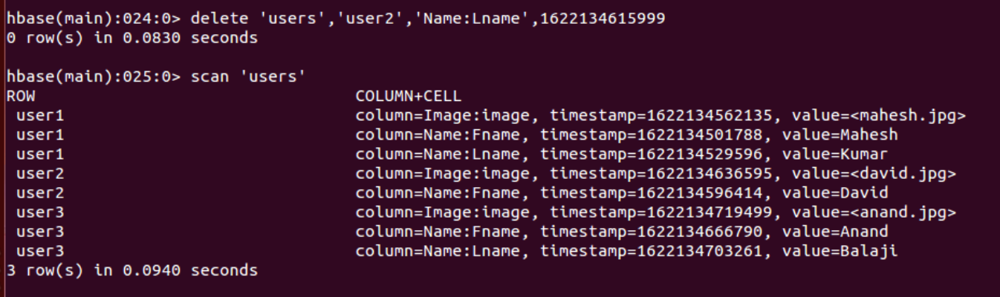 hbase(main):024:0> delete 'users','user2','Name:Lname',1622134615999
0 row(s) in 0.0830 seconds
hbase(main):025:0> scan 'users'
ROW COLUMN+CELL
user1 column=Image:image, timestamp=1622134562135, value=<mahesh.jpg>
user1 column=Name:Fname, timestamp=1622134501788, value=Mahesh
user1 column=Name:Lname, timestamp=1622134529596, value=Kumar
user2 column=Image:image, timestamp=1622134636595, value=<david.jpg>
user2 column=Name:Fname, timestamp=1622134596414, value=David
user3 column=Image:image, timestamp=1622134719499, value=<anand.jpg>
user3 column=Name:Fname, timestamp=1622134666790, value=Anand
user3 column=Name:Lname, timestamp=1622134703261, value=Balaji
3 row(s) in 0.0940 seconds